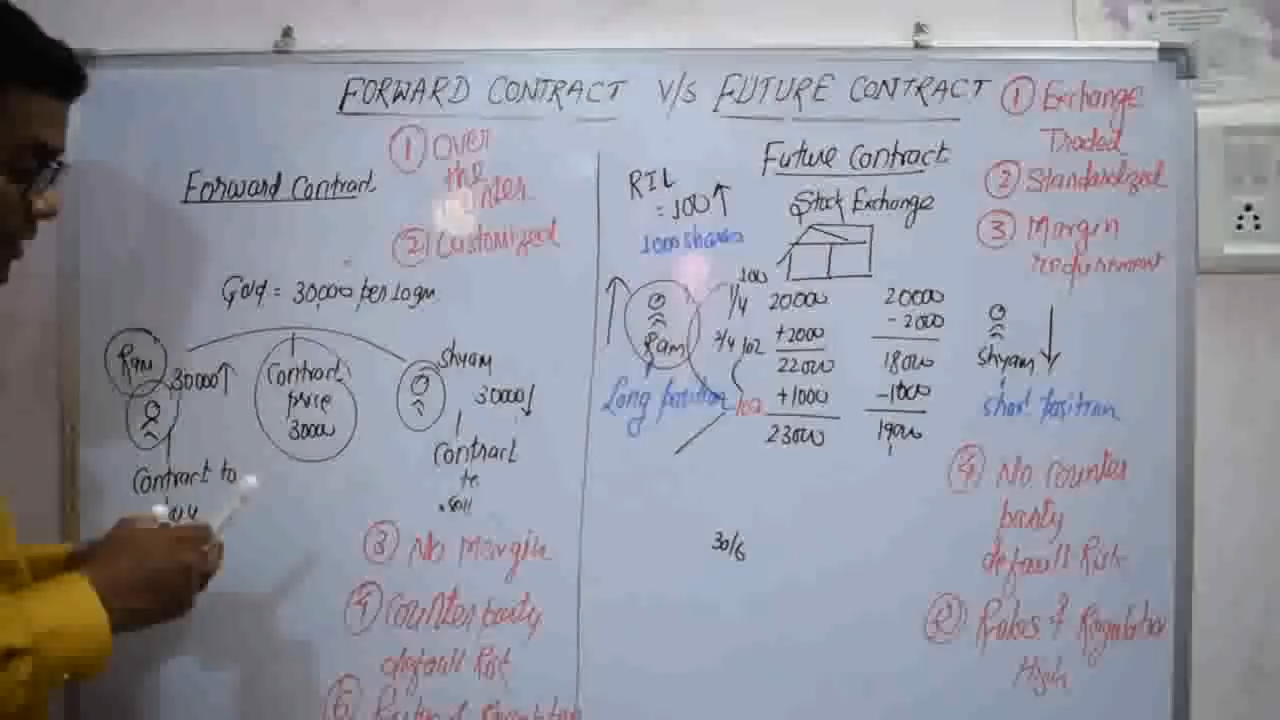 FORWARD CONTRACT V/S FUTURE CONTRACT
Forward Contract
① Over
the
② Customized
Gold = 30,000 per 10 gm
Ram
30000↑
Contract
price
30000
Shyam
30000↓
Contract to
Contract
to
sell
③ No Margin
④ Counter party
default Risk
⑤
Future Contract
RIL
= 100↑
1000 shares
Stock Exchange
100
1/4 20000 20000
+2000 -2000
2/4 102
22000 18000
+1000 -1000
23000 19000
Ram
Long position
Shyam
short position
30/6
① Exchange
Traded
② Standardized
③ Margin
requirement
④ No Counter
party
default Risk
Rules & Regulation
High